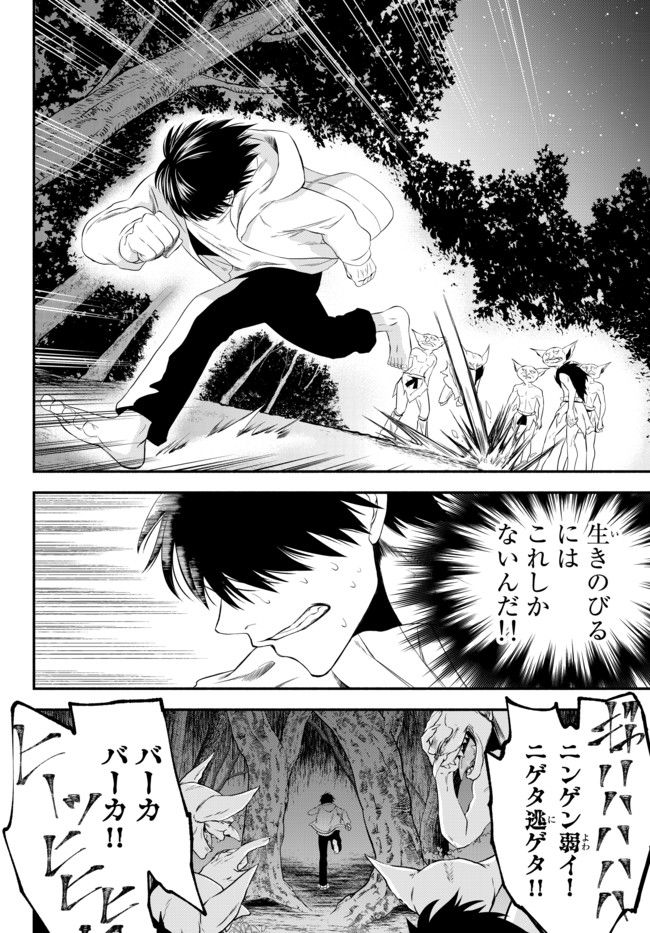 生きのびる
には
これしか
ないんだ!!
ギャハハハハハ
ニンゲン弱イ!
ニゲタ逃ゲタ!!
バーカ
バーカ!!
ヒーッヒヒヒ